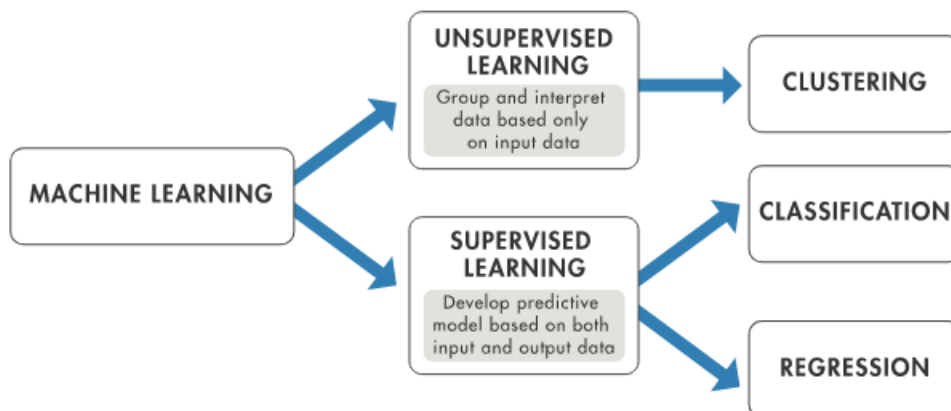 MACHINE LEARNING
UNSUPERVISED
LEARNING
Group and interpret
data based only
on input data
SUPERVISED
LEARNING
Develop predictive
model based on both
input and output data
CLUSTERING
CLASSIFICATION
REGRESSION